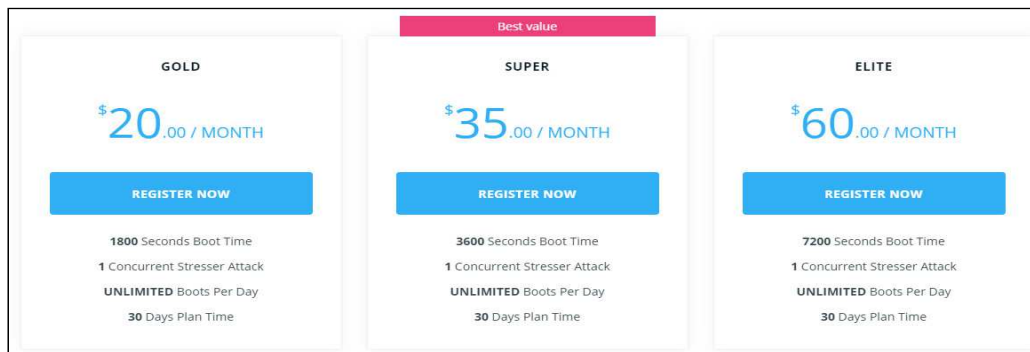 Best value
GOLD
$20.00 / MONTH
REGISTER NOW
1800 Seconds Boot Time
1 Concurrent Stresser Attack
UNLIMITED Boots Per Day
30 Days Plan Time
SUPER
$35.00 / MONTH
REGISTER NOW
3600 Seconds Boot Time
1 Concurrent Stresser Attack
UNLIMITED Boots Per Day
30 Days Plan Time
ELITE
$60.00 / MONTH
REGISTER NOW
7200 Seconds Boot Time
1 Concurrent Stresser Attack
UNLIMITED Boots Per Day
30 Days Plan Time